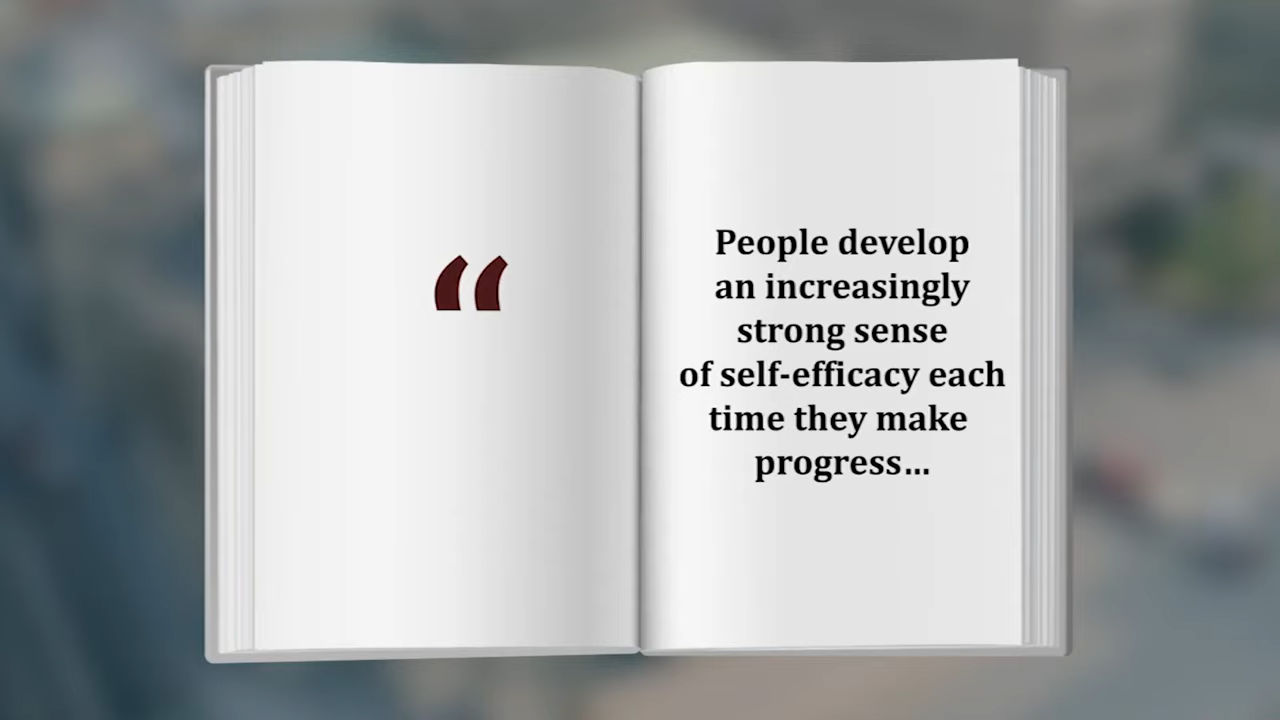 “
People develop
an increasingly
strong sense
of self-efficacy each
time they make
progress…